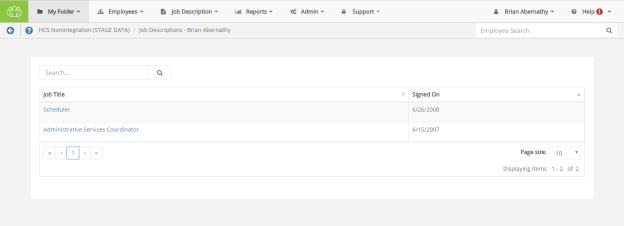 My Folder Employees Job Description Reports Admin Support Brian Abernathy Help
HCS Nonintegration (STAGE DATA) / Job Descriptions - Brian Abernathy Employee Search
Search...
Job Title Signed On
Scheduler 6/26/2008
Administrative Services Coordinator 6/15/2007
« ‹ 1 › » Page size: 10
Displaying items 1 - 2 of 2